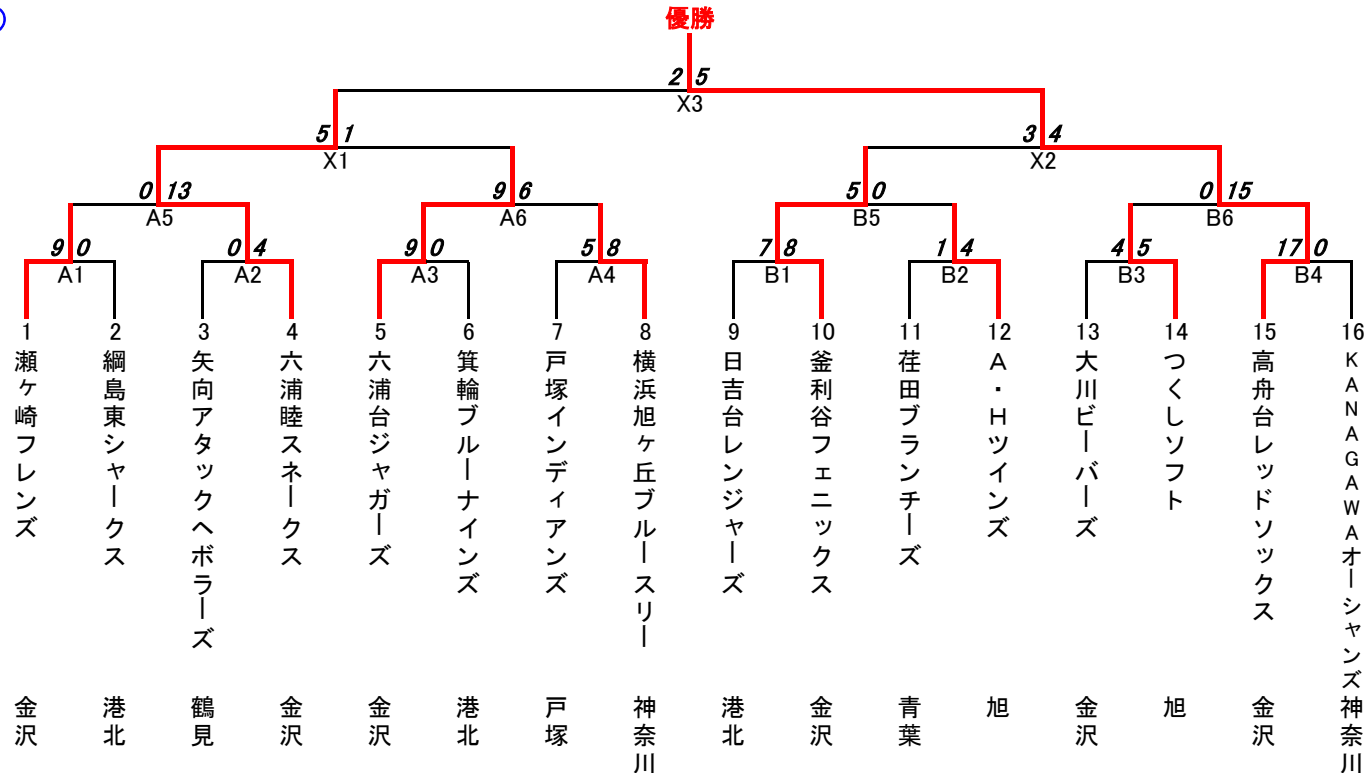 優勝
2 5
X3
5 1
X1
3 4
X2
0 13
A5
9 6
A6
5 0
B5
0 15
B6
9 0
A1
0 4
A2
9 0
A3
5 8
A4
7 8
B1
1 4
B2
4 5
B3
17 0
B4
1
瀬ヶ崎フレンズ
金沢
2
綱島東シャークス
港北
3
矢向アタックヘボラーズ
鶴見
4
六浦睦スネークス
金沢
5
六浦台ジャガーズ
金沢
6
箕輪ブルーナインズ
港北
7
戸塚インディアンズ
戸塚
8
横浜旭ヶ丘ブルースリー
神奈川
9
日吉台レンジャーズ
港北
10
釜利谷フェニックス
金沢
11
荏田ブランチーズ
青葉
12
A・Hツインズ
旭
13
大川ビーバーズ
金沢
14
つくしソフト
旭
15
高舟台レッドソックス
金沢
16
KANAGAWAオーシャンズ
神奈川